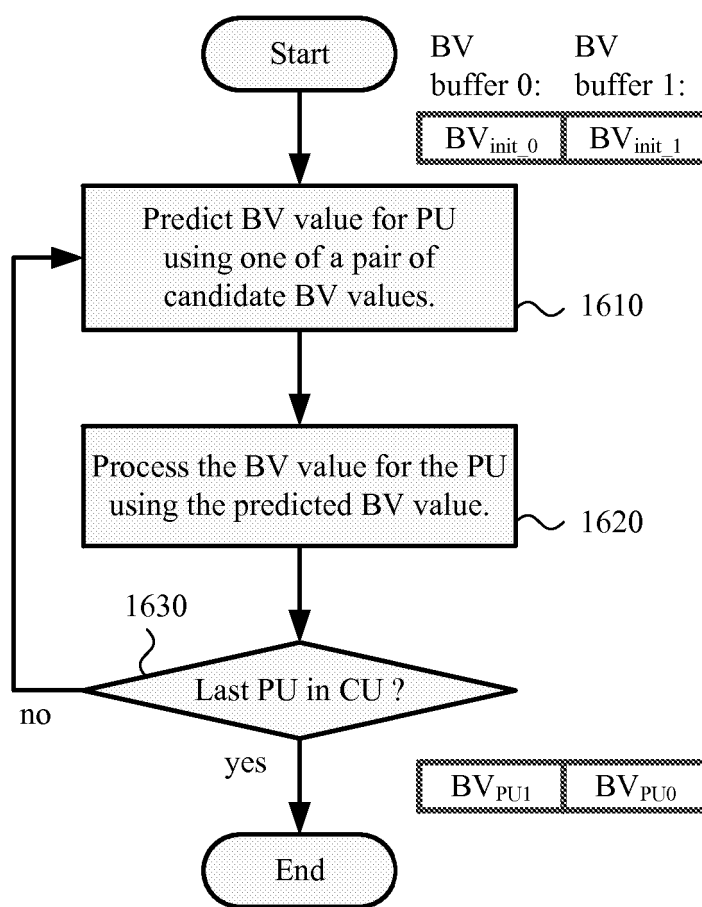 Start
BV buffer 0:
BV buffer 1:
BVinit_0
BVinit_1
Predict BV value for PU
using one of a pair of
candidate BV values.
1610
Process the BV value for the PU
using the predicted BV value.
1620
1630
Last PU in CU ?
no
yes
BVPU1
BVPU0
End